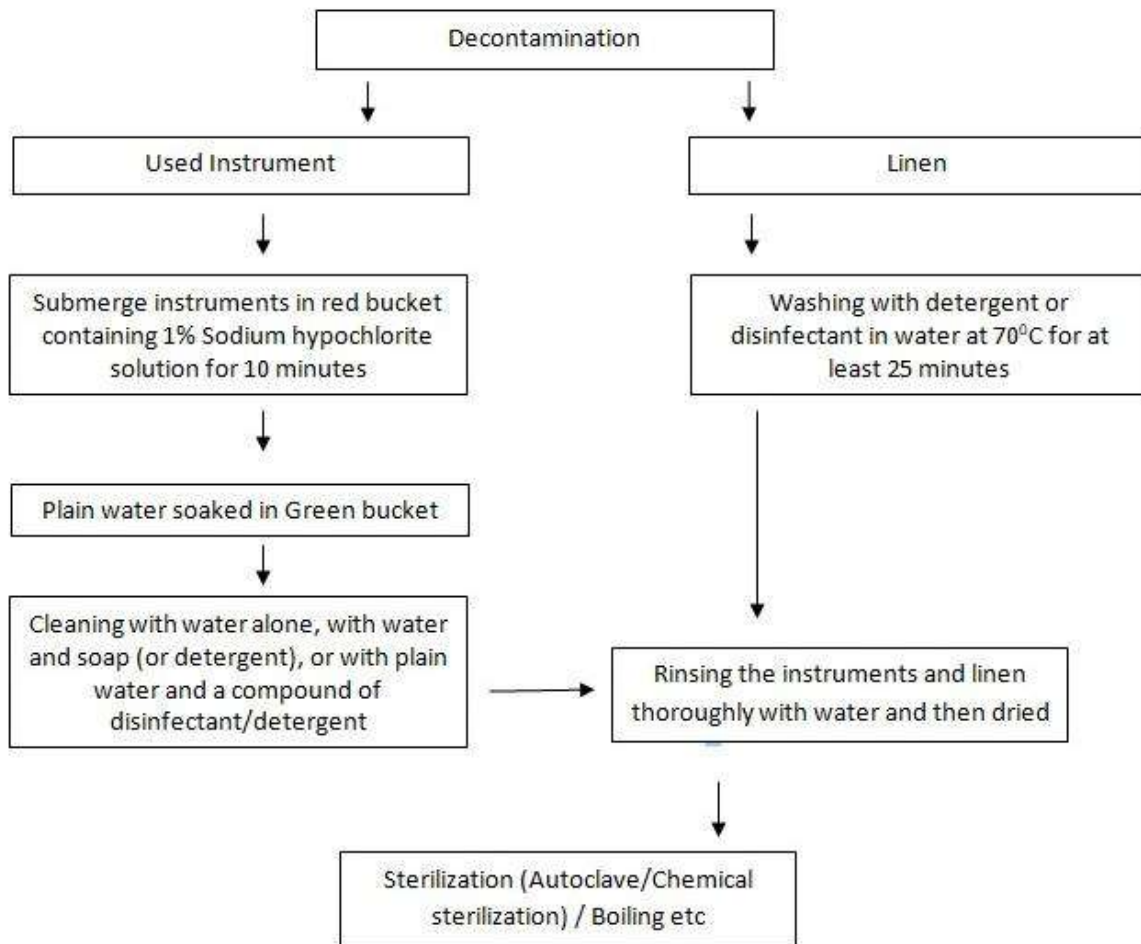 Decontamination
Used Instrument
Linen
Submerge instruments in red bucket
containing 1% Sodium hypochlorite
solution for 10 minutes
Washing with detergent or
disinfectant in water at 70⁰C for at
least 25 minutes
Plain water soaked in Green bucket
Cleaning with water alone, with water
and soap (or detergent), or with plain
water and a compound of
disinfectant/detergent
Rinsing the instruments and linen
thoroughly with water and then dried
Sterilization (Autoclave/Chemical
sterilization) / Boiling etc